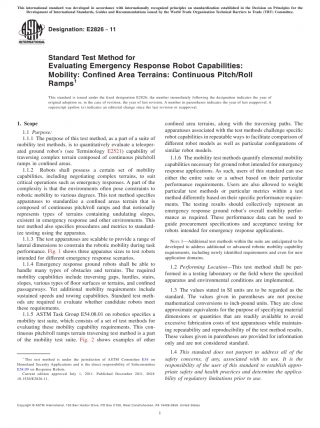 This international standard was developed in accordance with internationally recognized principles on standardization established in the Decision on Principles for the
Development of International Standards, Guides and Recommendations issued by the World Trade Organization Technical Barriers to Trade (TBT) Committee.
Designation: E2826 − 11
Standard Test Method for
Evaluating Emergency Response Robot Capabilities:
Mobility: Confined Area Terrains: Continuous Pitch/Roll
Ramps1
This standard is issued under the fixed designation E2826; the number immediately following the designation indicates the year of
original adoption or, in the case of revision, the year of last revision. A number in parentheses indicates the year of last reapproval. A
superscript epsilon (ε) indicates an editorial change since the last revision or reapproval.
1. Scope
1.1 Purpose:
1.1.1 The purpose of this test method, as a part of a suite of
mobility test methods, is to quantitatively evaluate a teleoper-
ated ground robot's (see Terminology E2521) capability of
traversing complex terrain composed of continuous pitch/roll
ramps in confined areas.
1.1.2 Robots shall possess a certain set of mobility
capabilities, including negotiating complex terrains, to suit
critical operations such as emergency responses. A part of the
complexity is that the environments often pose constraints to
robotic mobility to various degrees. This test method specifies
apparatuses to standardize a confined areas terrain that is
composed of continuous pitch/roll ramps and that notionally
represents types of terrains containing undulating slopes,
existent in emergency response and other environments. This
test method also specifies procedures and metrics to standard-
ize testing using the apparatus.
1.1.3 The test apparatuses are scalable to provide a range of
lateral dimensions to constrain the robotic mobility during task
performance. Fig. 1 shows three apparatus sizes to test robots
intended for different emergency response scenarios.
1.1.4 Emergency response ground robots shall be able to
handle many types of obstacles and terrains. The required
mobility capabilities include traversing gaps, hurdles, stairs,
slopes, various types of floor surfaces or terrains, and confined
passageways. Yet additional mobility requirements include
sustained speeds and towing capabilities. Standard test meth-
ods are required to evaluate whether candidate robots meet
these requirements.
1.1.5 ASTM Task Group E54.08.01 on robotics specifies a
mobility test suite, which consists of a set of test methods for
evaluating these mobility capability requirements. This con-
tinuous pitch/roll ramps terrain traversing test method is a part
of the mobility test suite. Fig. 2 shows examples of other
1 This test method is under the jurisdiction of ASTM Committee E54 on
Homeland Security Applications and is the direct responsibility of Subcommittee
E54.09 on Response Robots.
Current edition approved July 1, 2011. Published December 2011. DOI:
10.1520/E2826-11.
confined area terrains, along with the traversing paths. The
apparatuses associated with the test methods challenge specific
robot capabilities in repeatable ways to facilitate comparison of
different robot models as well as particular configurations of
similar robot models.
1.1.6 The mobility test methods quantify elemental mobility
capabilities necessary for ground robot intended for emergency
response applications. As such, users of this standard can use
either the entire suite or a subset based on their particular
performance requirements. Users are also allowed to weight
particular test methods or particular metrics within a test
method differently based on their specific performance require-
ments. The testing results should collectively represent an
emergency response ground robot's overall mobility perfor-
mance as required. These performance data can be used to
guide procurement specifications and acceptance testing for
robots intended for emergency response applications.
NOTE 1—Additional test methods within the suite are anticipated to be
developed to address additional or advanced robotic mobility capability
requirements, including newly identified requirements and even for new
application domains.
1.2 Performing Location—This test method shall be per-
formed in a testing laboratory or the field where the specified
apparatus and environmental conditions are implemented.
1.3 The values stated in SI units are to be regarded as the
standard. The values given in parentheses are not precise
mathematical conversions to inch-pound units. They are close
approximate equivalents for the purpose of specifying material
dimensions or quantities that are readily available to avoid
excessive fabrication costs of test apparatuses while maintain-
ing repeatability and reproducibility of the test method results.
These values given in parentheses are provided for information
only and are not considered standard.
1.4 This standard does not purport to address all of the
safety concerns, if any, associated with its use. It is the
responsibility of the user of this standard to establish appro-
priate safety and health practices and determine the applica-
bility of regulatory limitations prior to use.
Copyright © ASTM International, 100 Barr Harbor Drive, PO Box C700, West Conshohocken, PA 19428-2959. United States
1